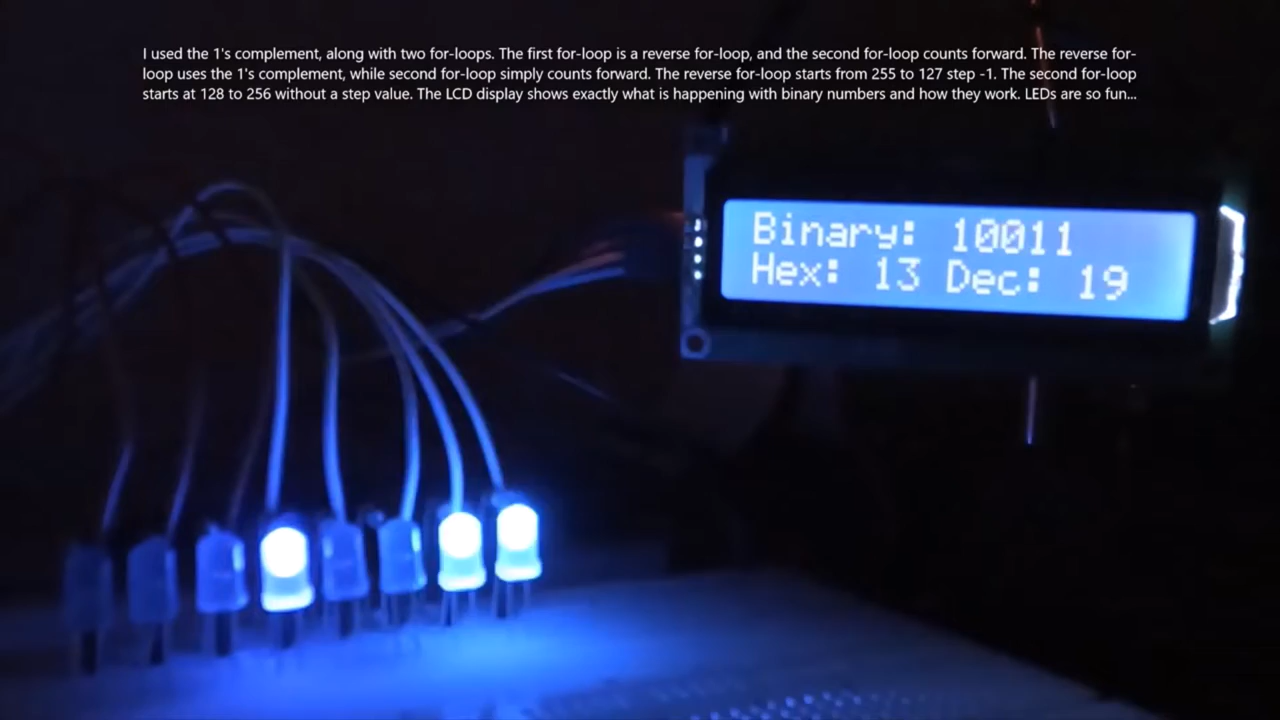 I used the 1's complement, along with two for-loops. The first for-loop is a reverse for-loop, and the second for-loop counts forward. The reverse for-
loop uses the 1's complement, while second for-loop simply counts forward. The reverse for-loop starts from 255 to 127 step -1. The second for-loop
starts at 128 to 256 without a step value. The LCD display shows exactly what is happening with binary numbers and how they work. LEDs are so fun...
Binary: 10011
Hex: 13 Dec: 19